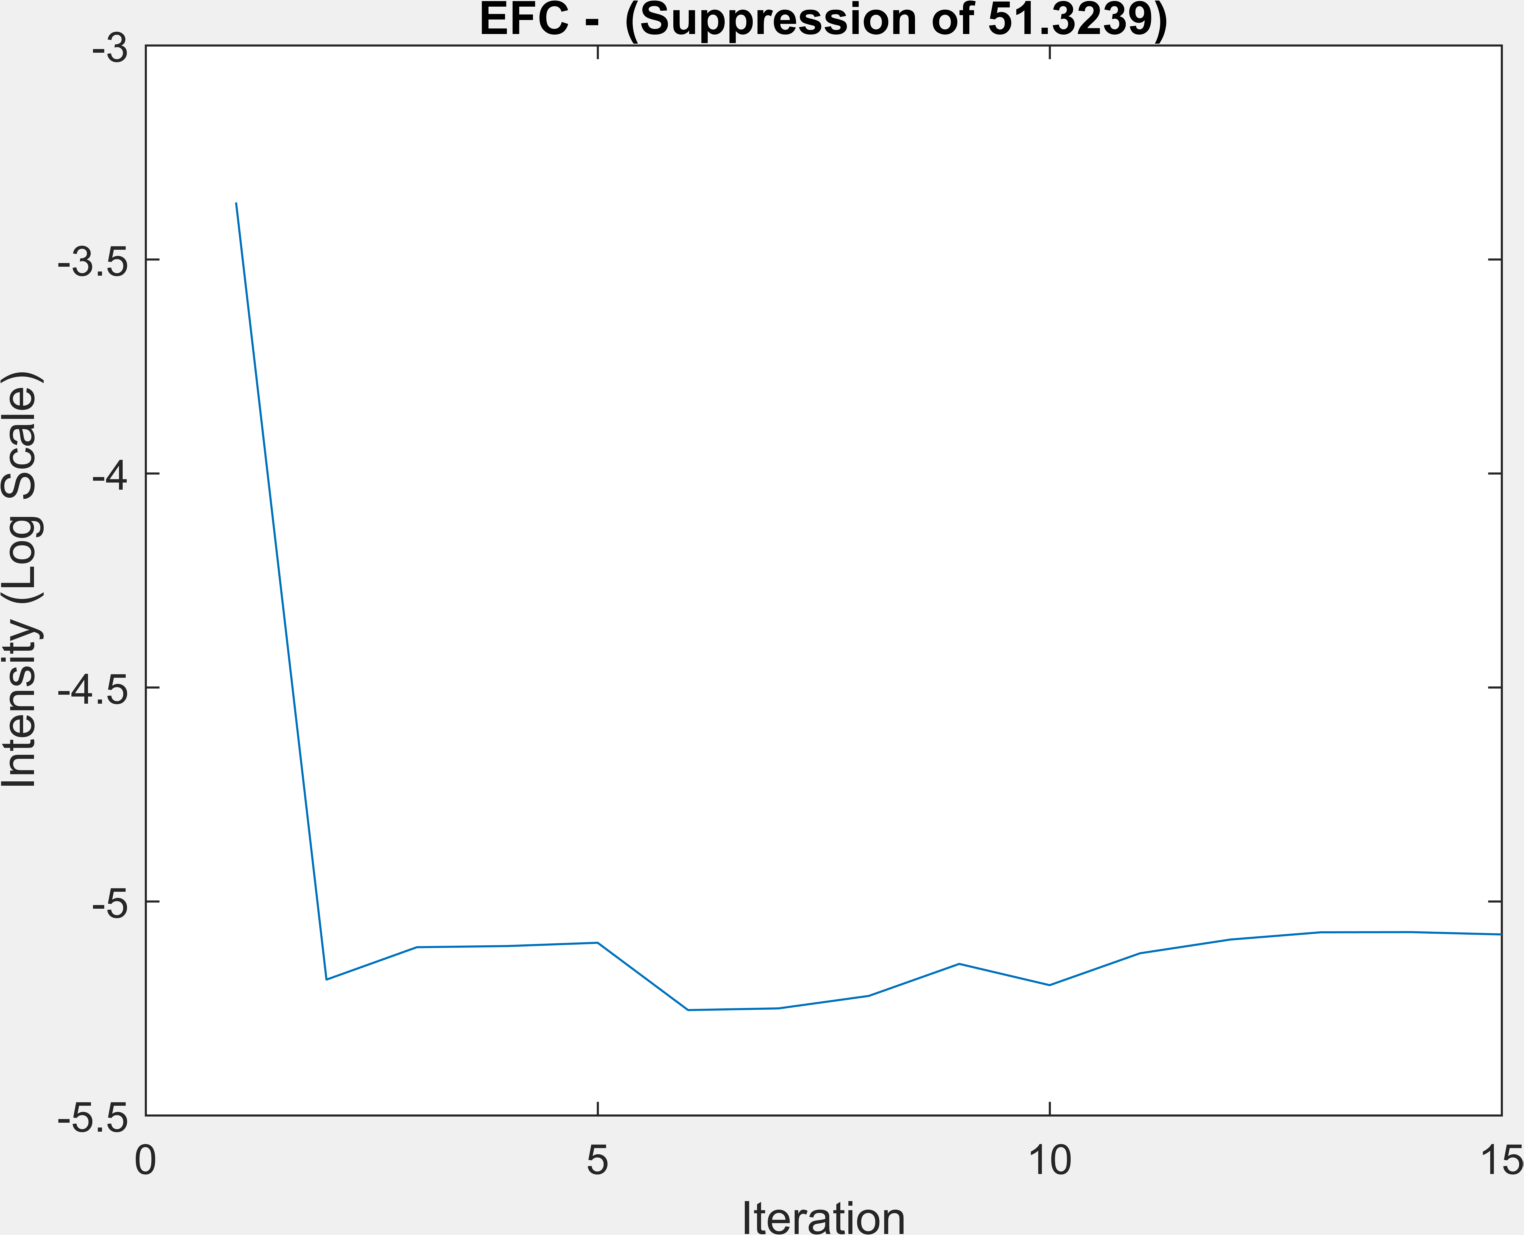 EFC -  (Suppression of 51.3239)
-3
-3.5
-4
-4.5
-5
-5.5
Intensity (Log Scale)
0 5 10 15
Iteration